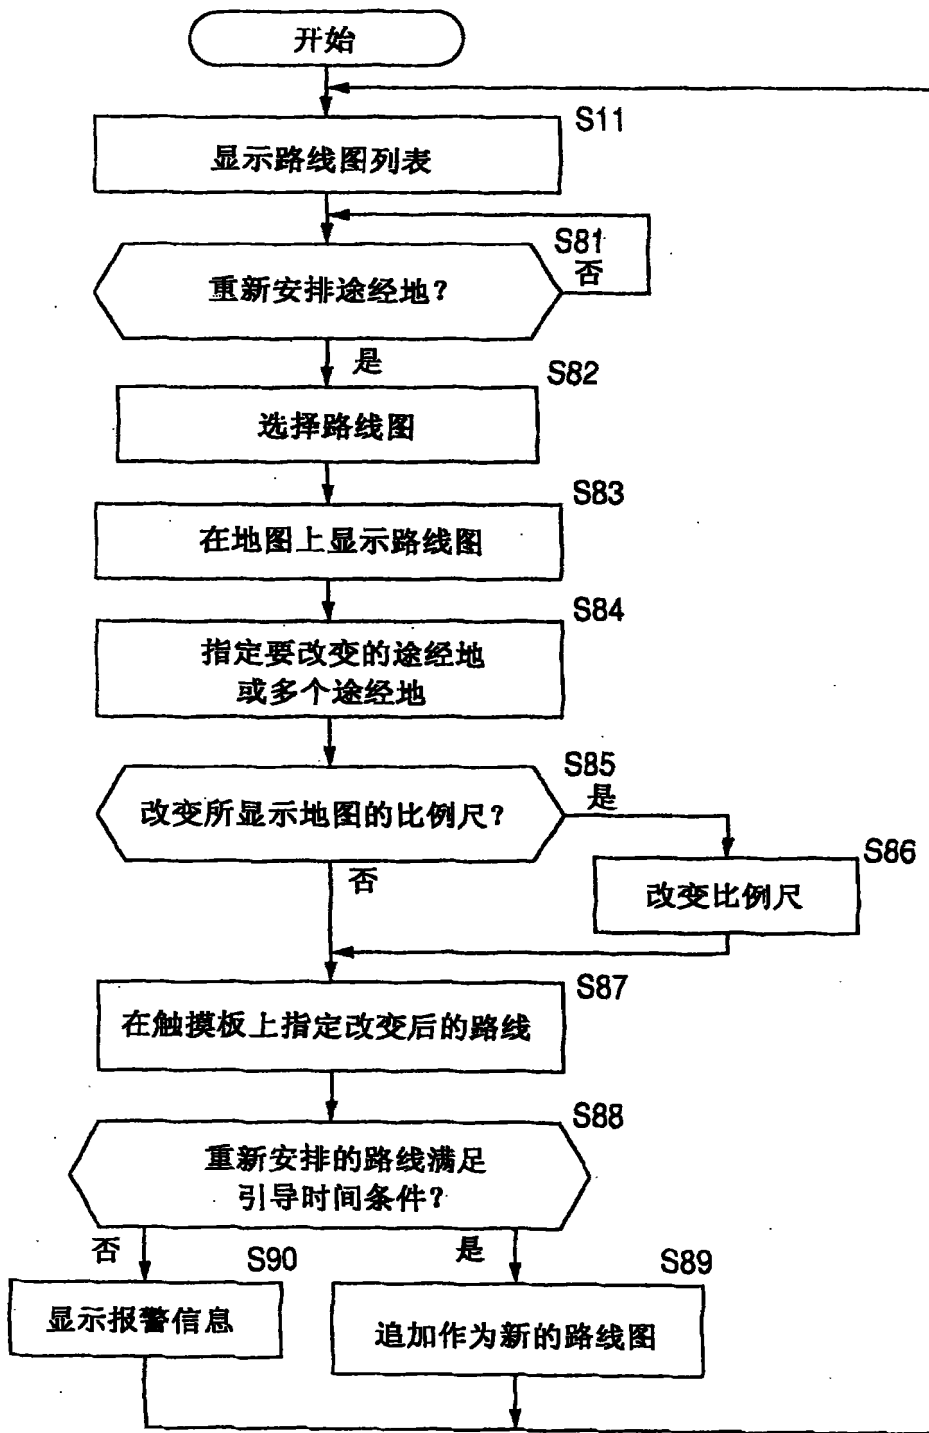 开始
S11
显示路线图列表
S81
否
重新安排途经地？
是
S82
选择路线图
S83
在地图上显示路线图
S84
指定要改变的途经地
或多个途经地
S85
是
改变所显示地图的比例尺？
否
S86
改变比例尺
S87
在触摸板上指定改变后的路线
S88
重新安排的路线满足
引导时间条件？
否
是
S90
显示报警信息
S89
追加作为新的路线图